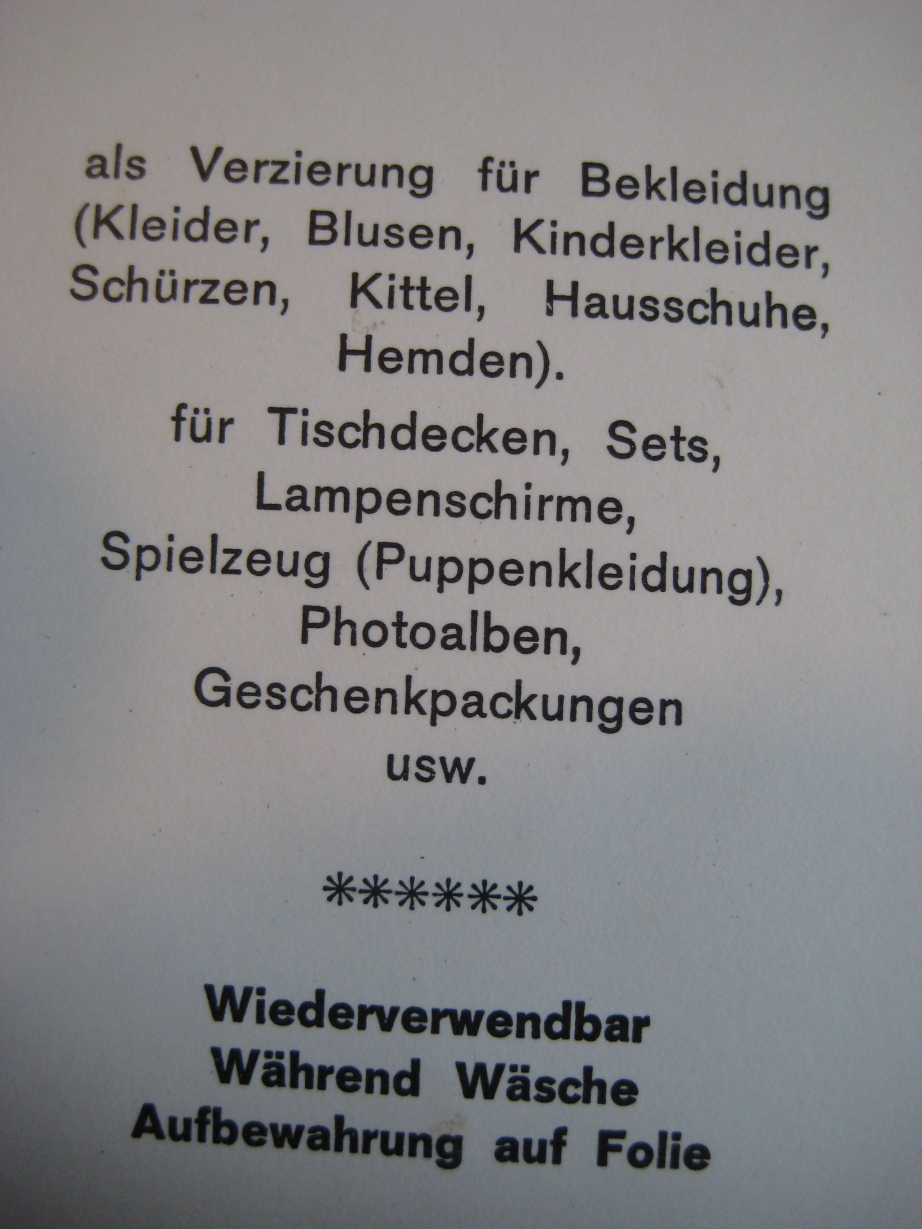 als Verzierung für Bekleidung
(Kleider, Blusen, Kinderkleider,
Schürzen, Kittel, Hausschuhe,
Hemden).
für Tischdecken, Sets,
Lampenschirme,
Spielzeug (Puppenkleidung),
Photoalben,
Geschenkpackungen
usw.
✳✳✳✳✳✳
Wiederverwendbar
Während Wäsche
Aufbewahrung auf Folie